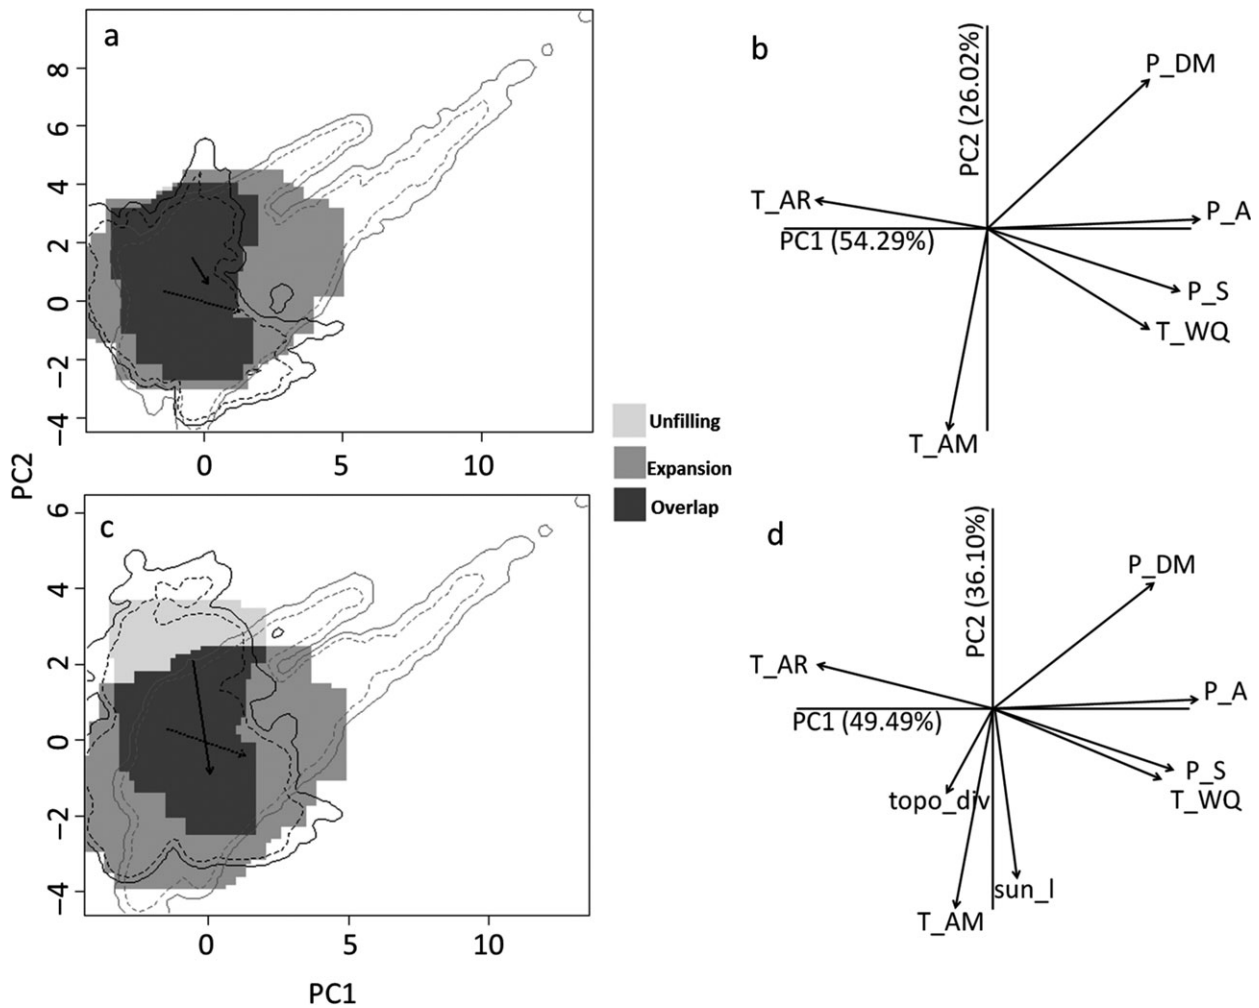 a
8
6
4
2
0
−2
−4
0
5
10
b
PC2 (26.02%)
P_DM
T_AR
P_A
PC1 (54.29%)
P_S
T_WQ
T_AM
Unfilling
Expansion
Overlap
PC2
c
6
4
2
0
−2
−4
0
5
10
PC1
d
PC2 (36.10%)
P_DM
T_AR
P_A
PC1 (49.49%)
P_S
T_WQ
topo_div
sun_l
T_AM